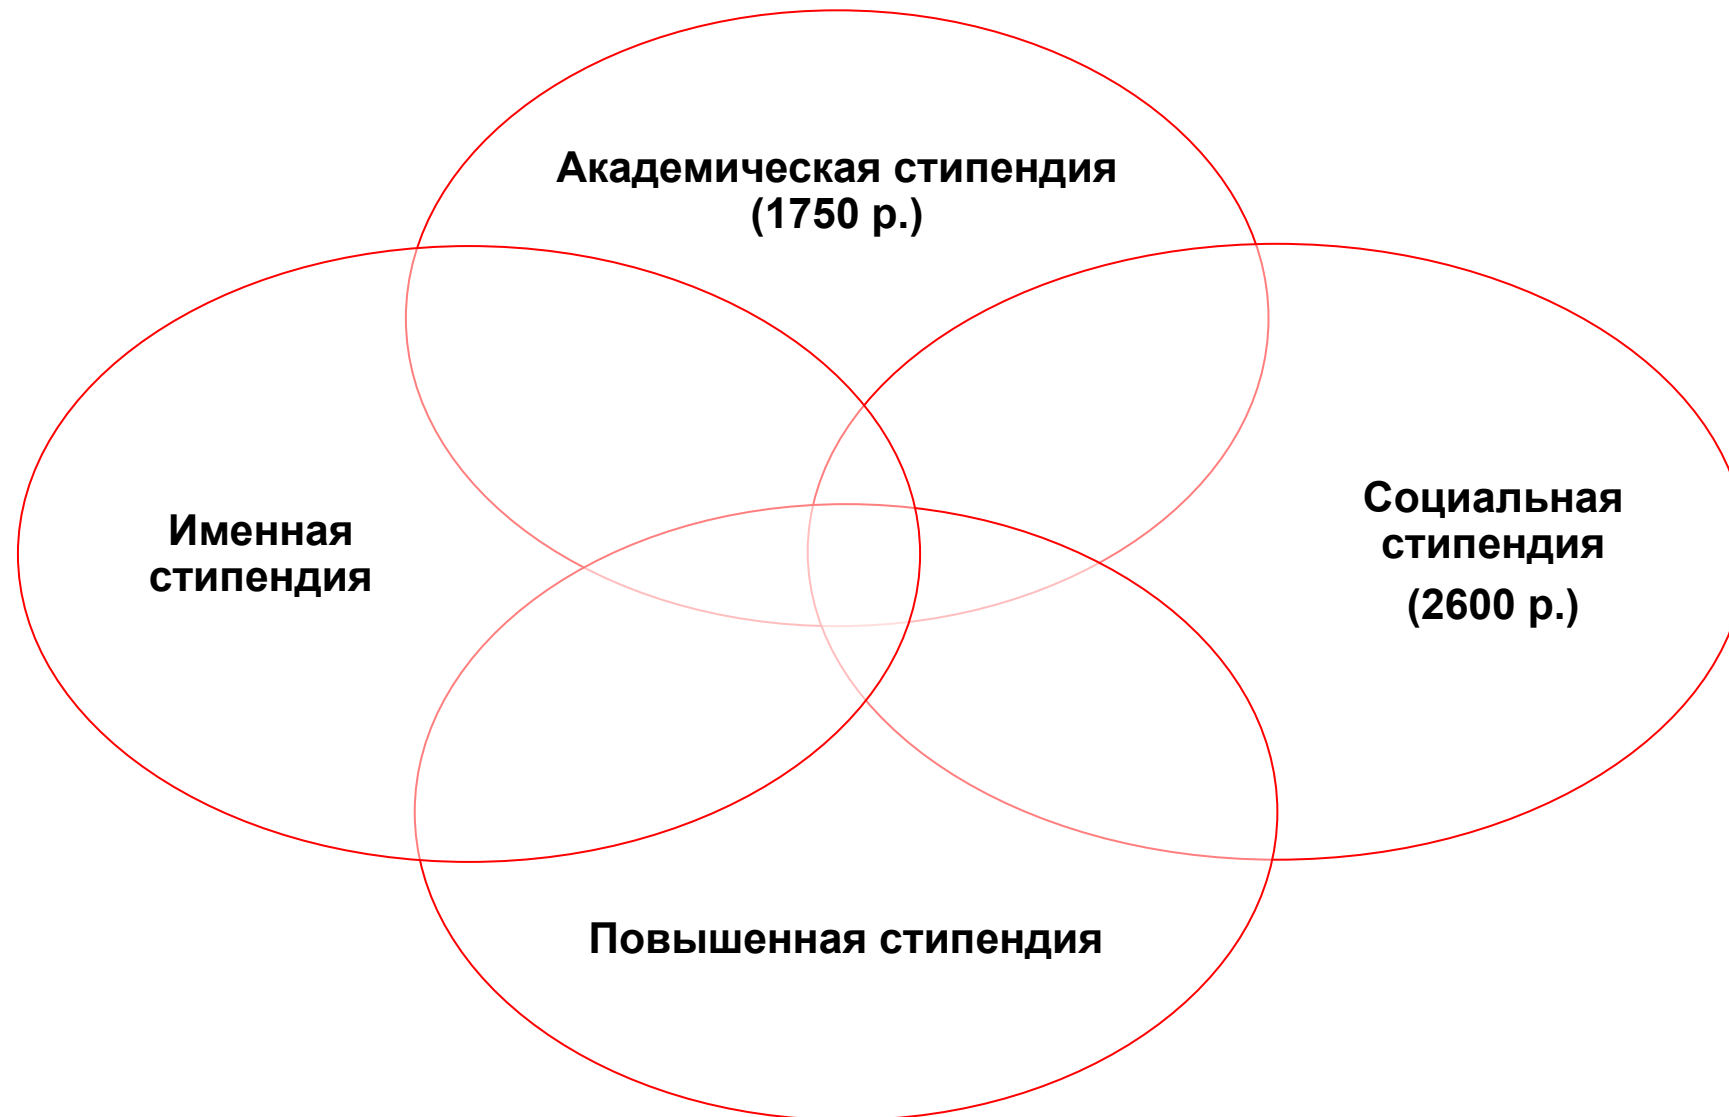 Академическая стипендия
(1750 р.)
Именная
стипендия
Социальная
стипендия
(2600 р.)
Повышенная стипендия